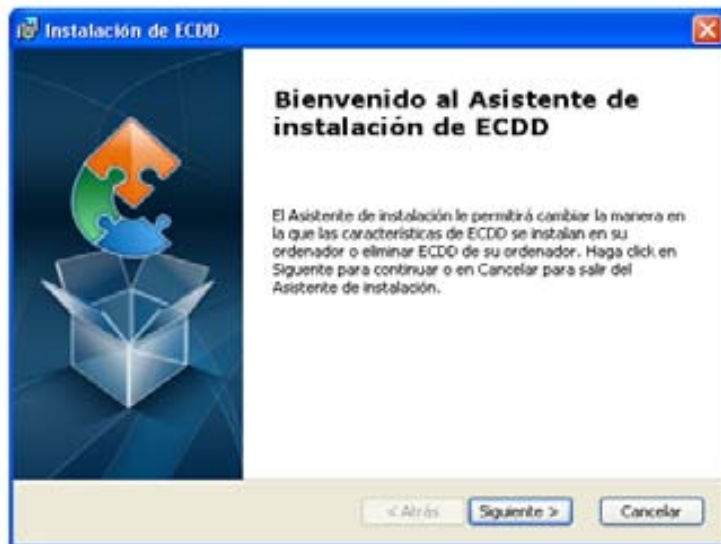 Instalación de ECDD
Bienvenido al Asistente de
instalación de ECDD
El Asistente de instalación le permitirá cambiar la manera en
la que las características de ECDD se instalan en su
ordenador o eliminar ECDD de su ordenador. Haga click en
Siguente para continuar o en Cancelar para salir del
Asistente de instalación.
< Atrás Siguiente > Cancelar